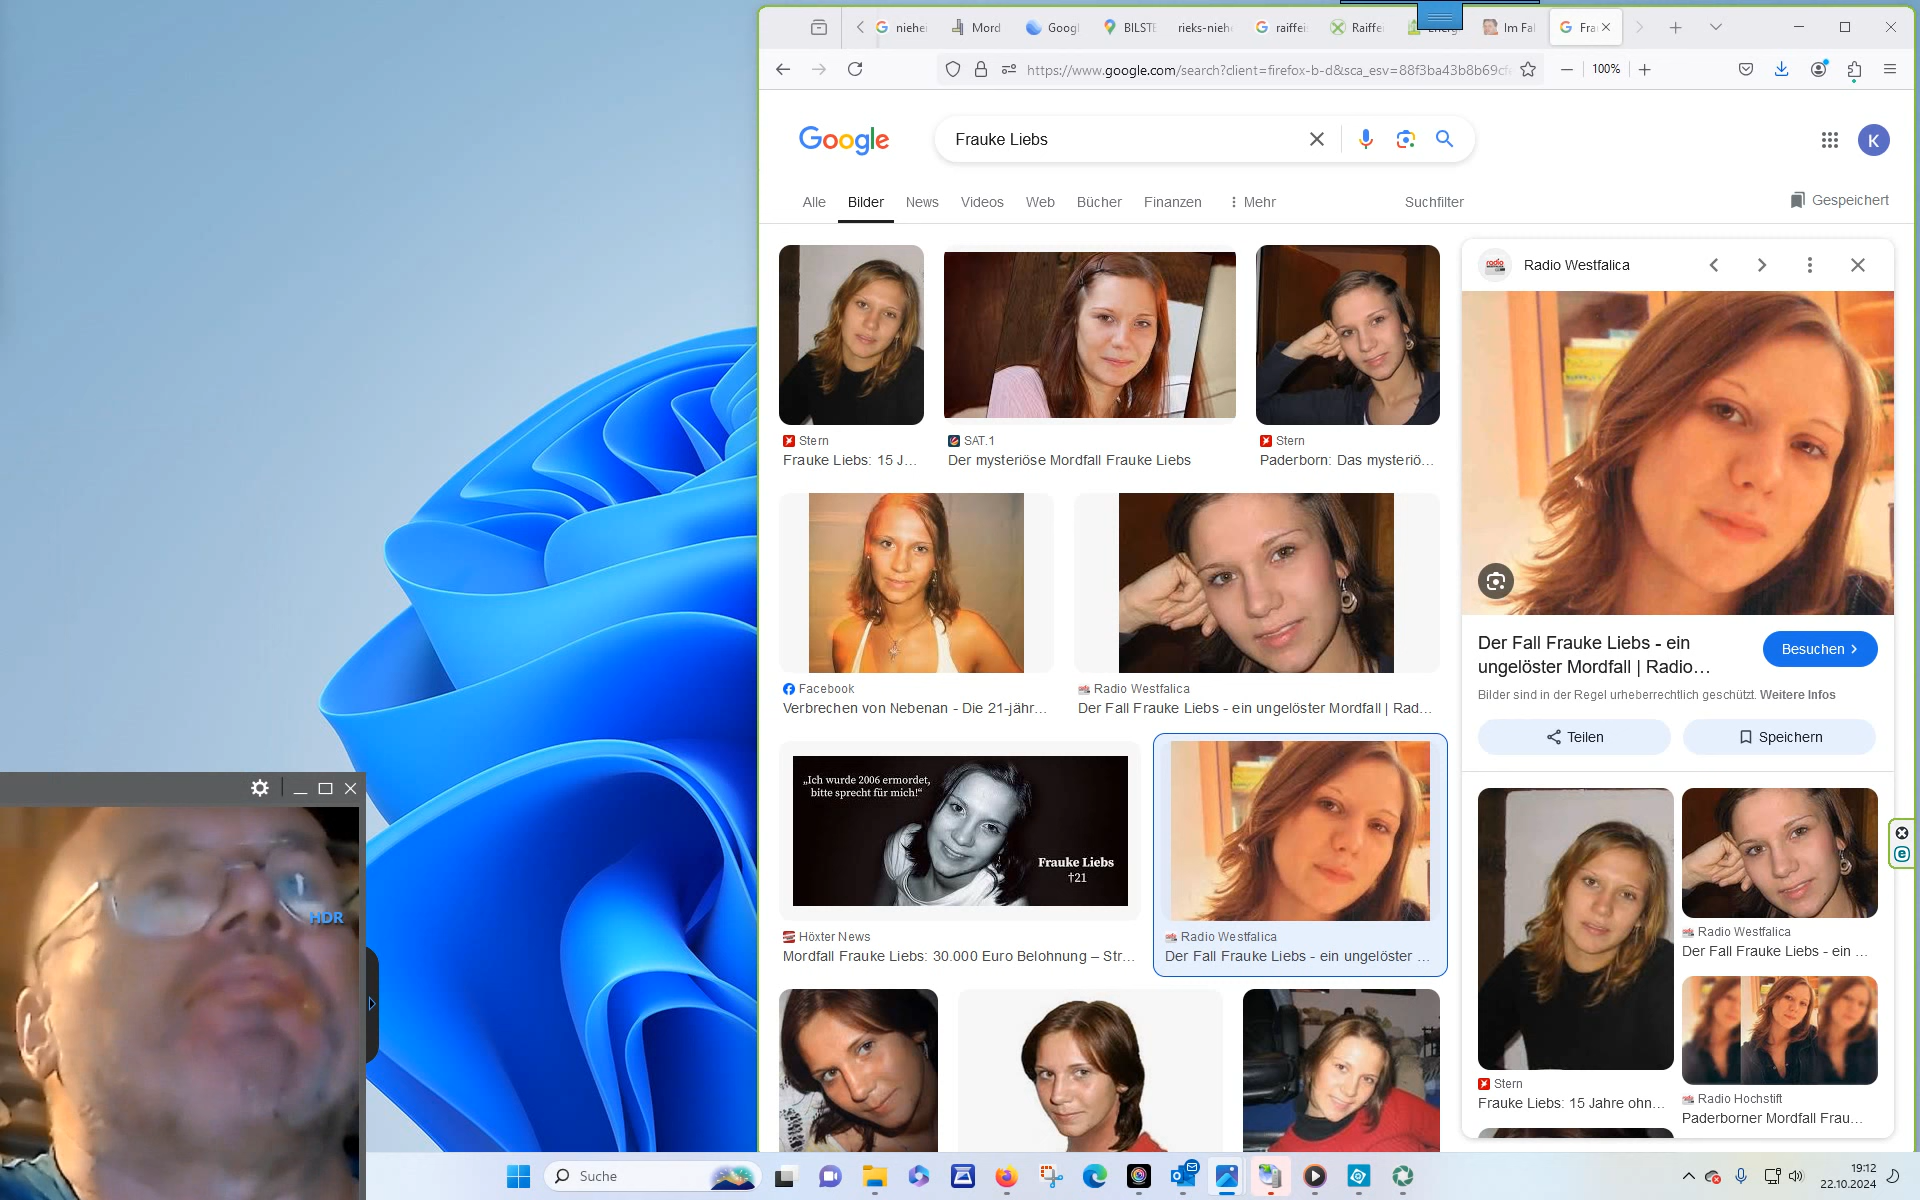 niehei
Mord
Googl
BILSTE
rieks-niehe
raiffei
Raiffei
Energ
Im Fal
Fra
https://www.google.com/search?client=firefox-b-d&sca_esv=88f3ba43b8b69cfe
100%
Google
Frauke Liebs
K
Alle
Bilder
News
Videos
Web
Bücher
Finanzen
Mehr
Suchfilter
Gespeichert
Stern
Frauke Liebs: 15 J...
SAT.1
Der mysteriöse Mordfall Frauke Liebs
Stern
Paderborn: Das mysteriö...
Facebook
Verbrechen von Nebenan - Die 21-jähr...
Radio Westfalica
Der Fall Frauke Liebs - ein ungelöster Mordfall | Rad...
„Ich wurde 2006 ermordet,
bitte sprecht für mich!“
Frauke Liebs
†21
Höxter News
Mordfall Frauke Liebs: 30.000 Euro Belohnung – Str...
Radio Westfalica
Der Fall Frauke Liebs - ein ungelöster ...
radio
Radio Westfalica
Der Fall Frauke Liebs - ein
ungelöster Mordfall | Radio...
Besuchen
Bilder sind in der Regel urheberrechtlich geschützt. Weitere Infos
Teilen
Speichern
Stern
Frauke Liebs: 15 Jahre ohn...
Radio Westfalica
Der Fall Frauke Liebs - ein ...
Radio Hochstift
Paderborner Mordfall Frau...
HDR
Suche
19:12
22.10.2024